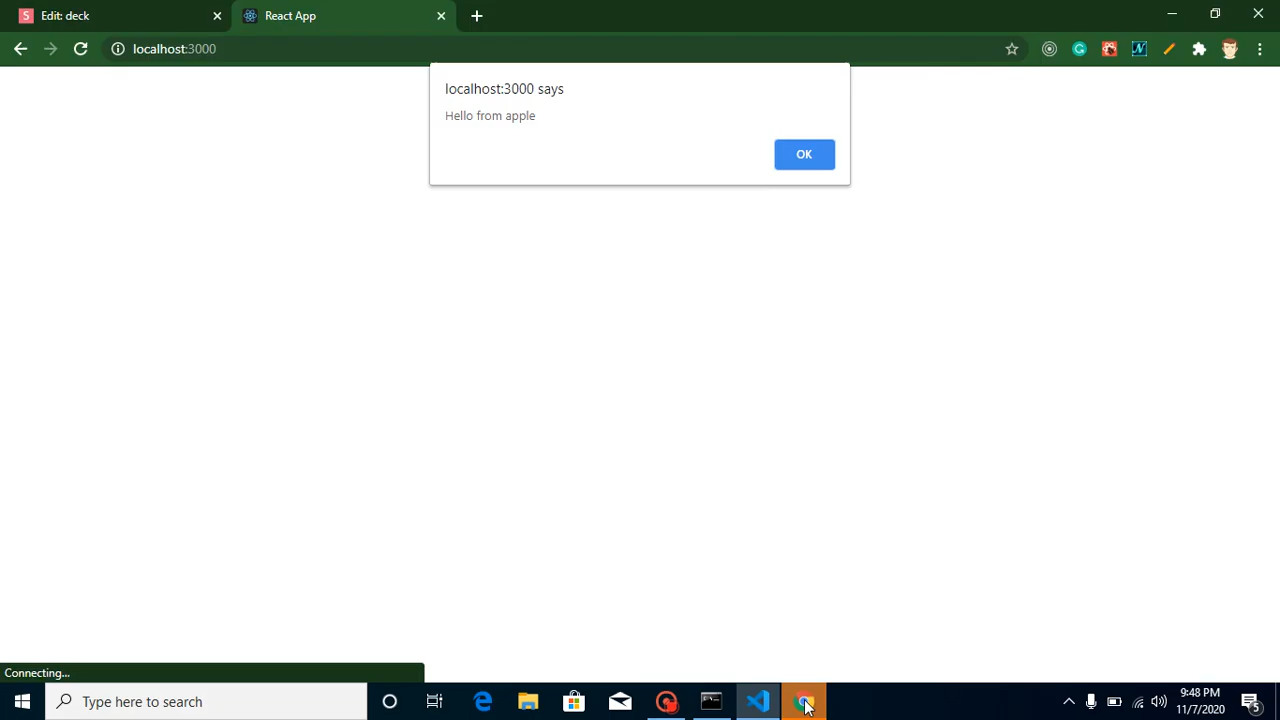 Edit: deck
React App
localhost:3000
localhost:3000 says
Hello from apple
OK
Connecting...
Type here to search
9:48 PM
11/7/2020
5